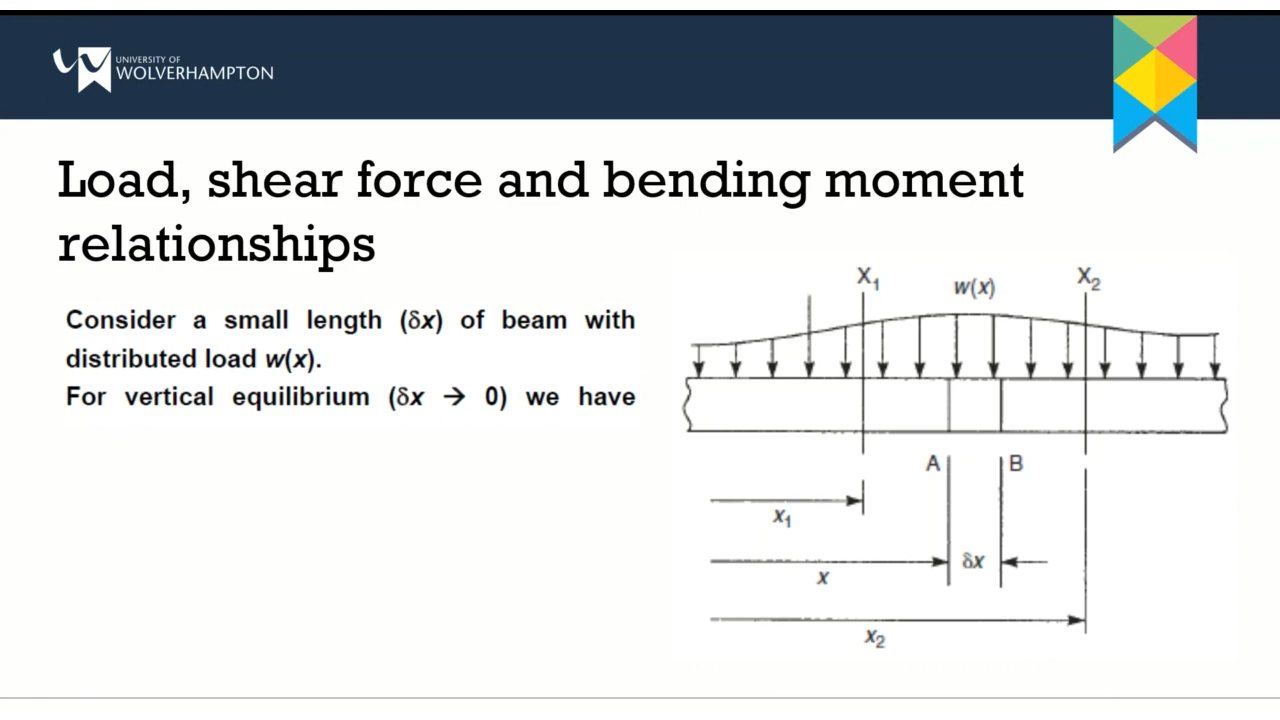 UNIVERSITY OF
WOLVERHAMPTON
Load, shear force and bending moment
relationships
Consider a small length (δx) of beam with
distributed load w(x).
For vertical equilibrium (δx → 0) we have
X₁
w(x)
X₂
A
B
x₁
δx
x
x₂